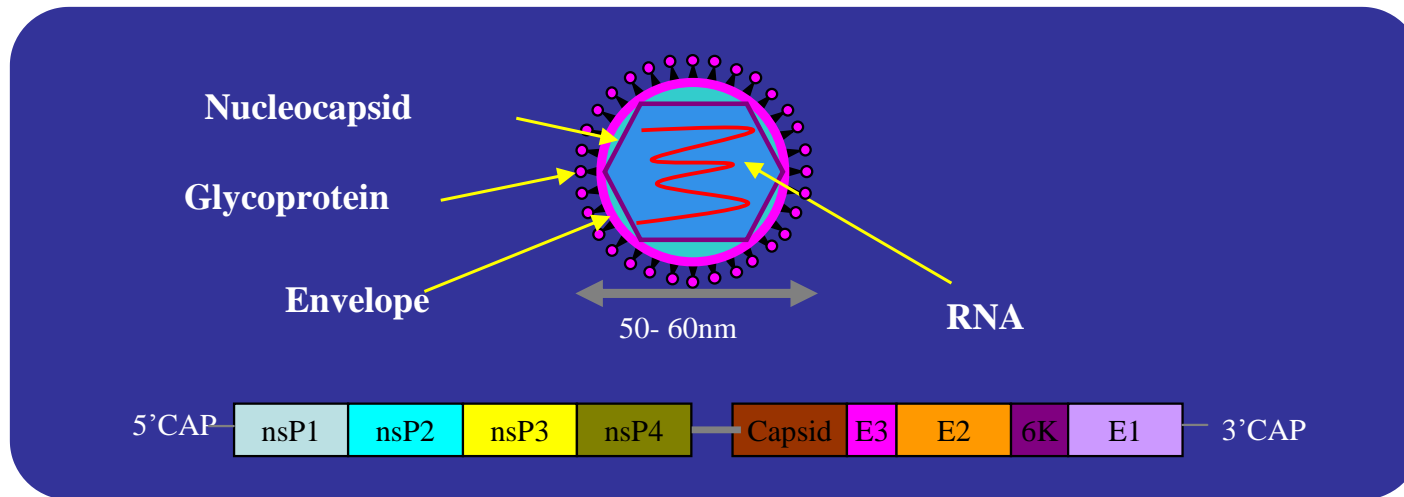 Nucleocapsid
Glycoprotein
Envelope
RNA
50- 60nm
5’CAP nsP1 nsP2 nsP3 nsP4 Capsid E3 E2 6K E1 3’CAP